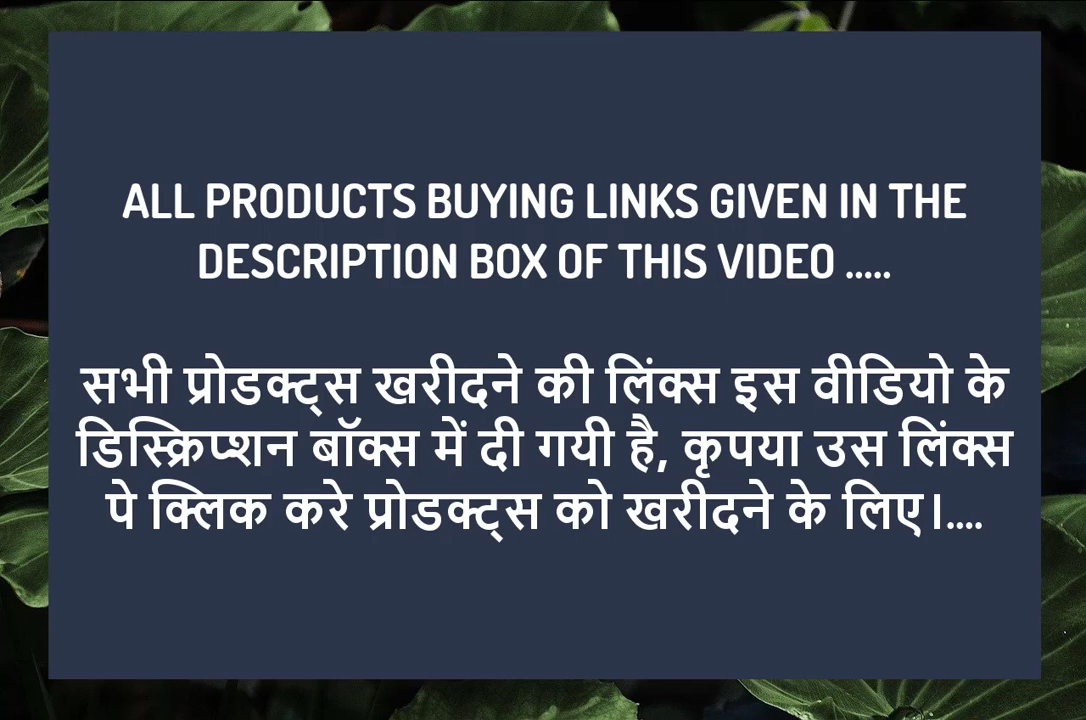 ALL PRODUCTS BUYING LINKS GIVEN IN THE
DESCRIPTION BOX OF THIS VIDEO .....
सभी प्रोडक्ट्स खरीदने की लिंक्स इस वीडियो के
डिस्क्रिप्शन बॉक्स में दी गयी है, कृपया उस लिंक्स
पे क्लिक करे प्रोडक्ट्स को खरीदने के लिए।....